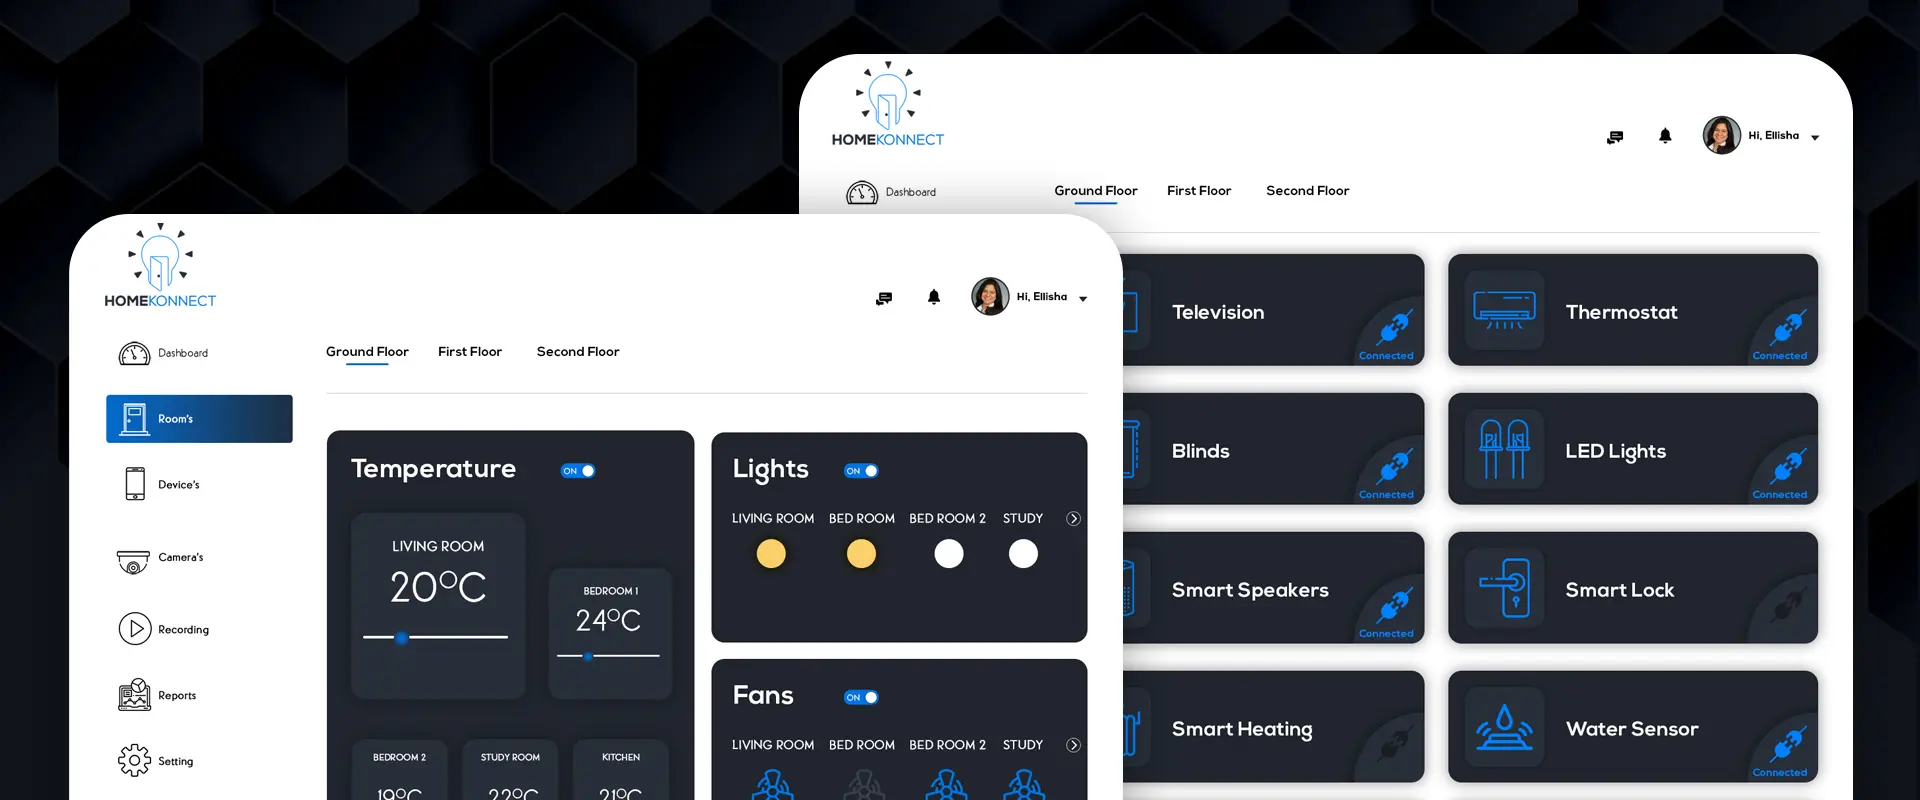 HOMEKONNECT
Hi, Ellisha
Dashboard
Ground Floor First Floor Second Floor
Television
Connected
Thermostat
Connected
Blinds
Connected
LED Lights
Connected
Smart Speakers
Connected
Smart Lock
Smart Heating
Water Sensor
Connected
HOMEKONNECT
Hi, Ellisha
Dashboard
Room's
Device's
Camera's
Recording
Reports
Setting
Ground Floor First Floor Second Floor
Temperature ON
LIVING ROOM
20°C
BEDROOM 1
24°C
BEDROOM 2
19°C
STUDY ROOM
22°C
KITCHEN
21°C
Lights ON
LIVING ROOM BED ROOM BED ROOM 2 STUDY
Fans ON
LIVING ROOM BED ROOM BED ROOM 2 STUDY